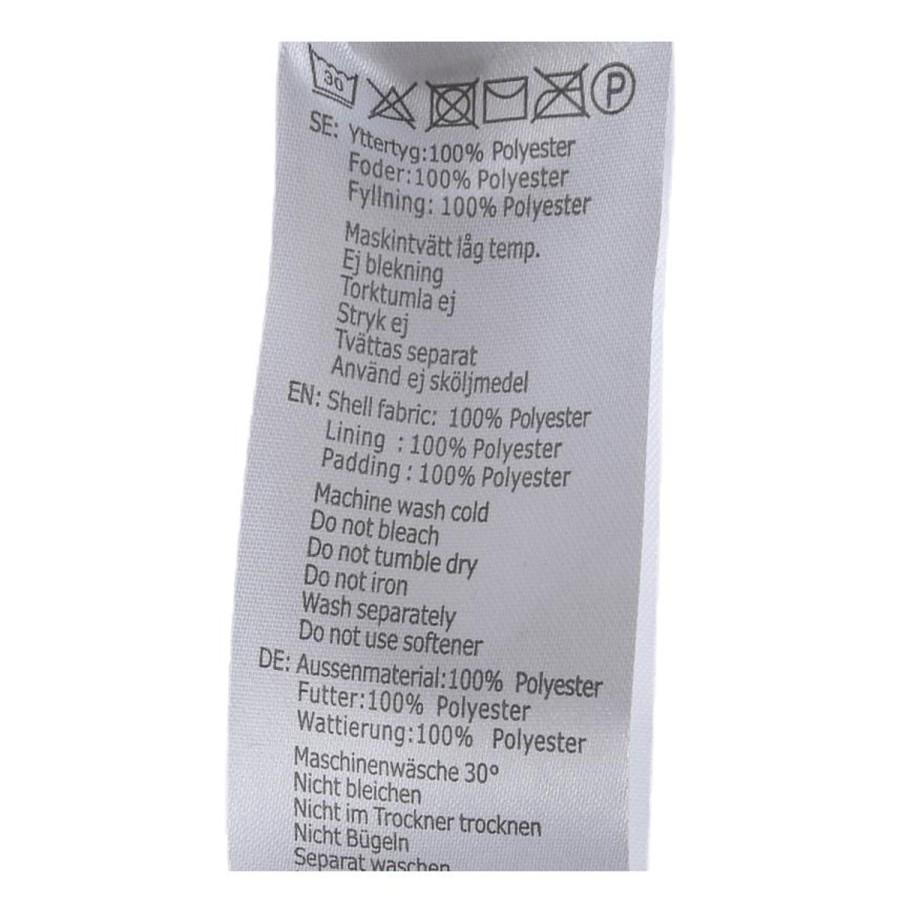 30 P
SE: Yttertyg:100% Polyester
Foder:100% Polyester
Fyllning: 100% Polyester
Maskintvätt låg temp.
Ej blekning
Torktumla ej
Stryk ej
Tvättas separat
Använd ej sköljmedel
EN: Shell fabric: 100% Polyester
Lining : 100% Polyester
Padding : 100% Polyester
Machine wash cold
Do not bleach
Do not tumble dry
Do not iron
Wash separately
Do not use softener
DE: Aussenmaterial:100% Polyester
Futter:100% Polyester
Wattierung:100% Polyester
Maschinenwäsche 30°
Nicht bleichen
Nicht im Trockner trocknen
Nicht Bügeln
Separat waschen